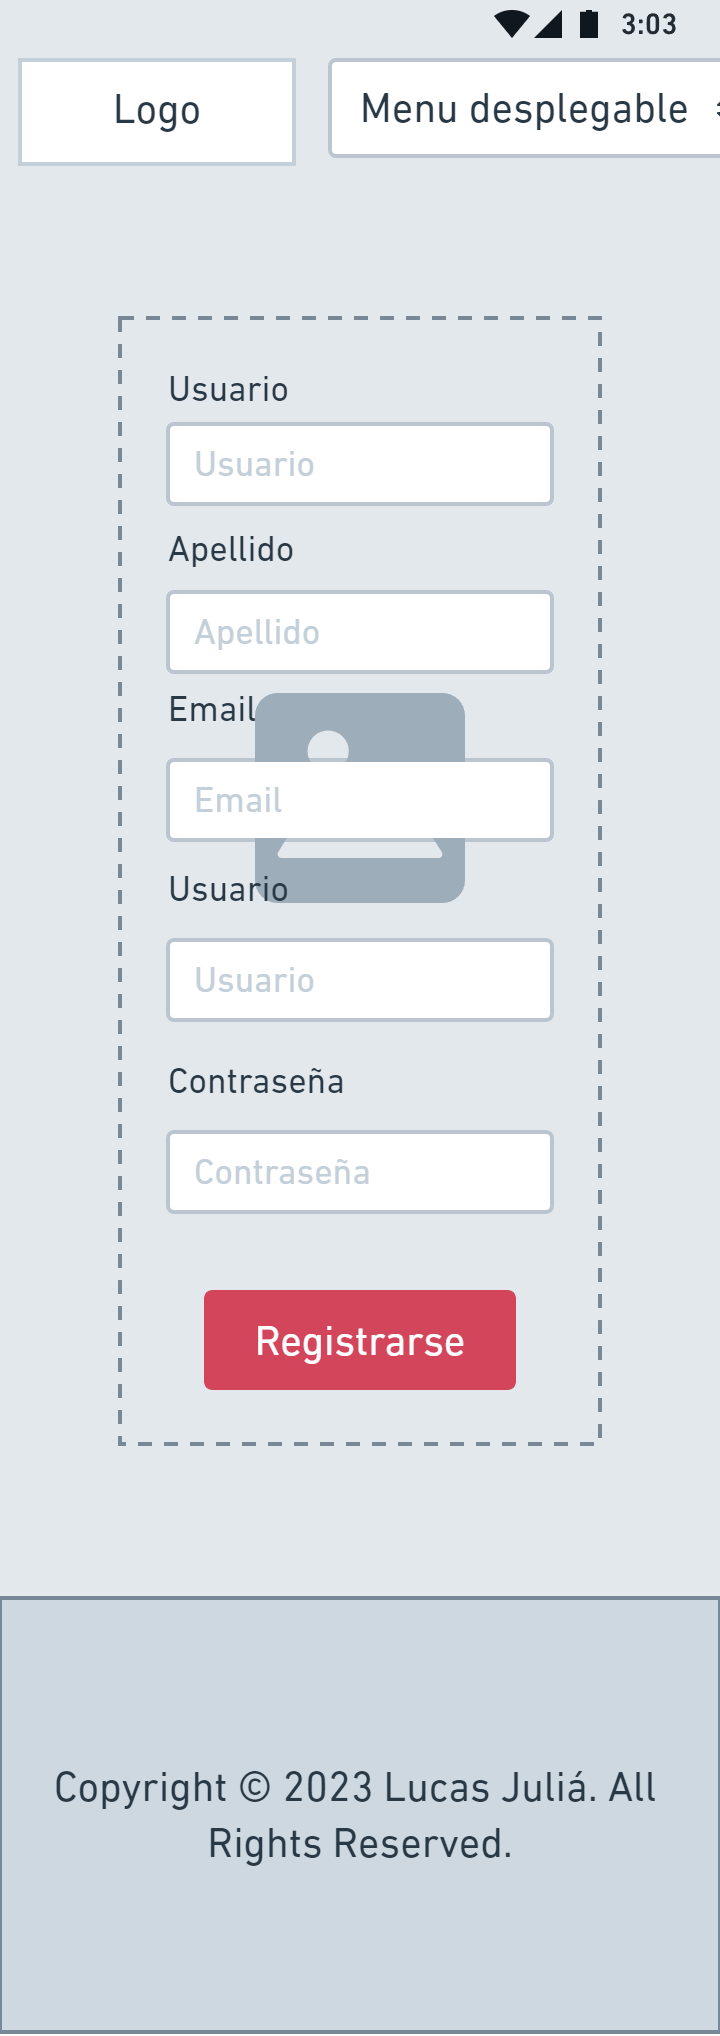 3:03
Logo
Menu desplegable
Usuario
Usuario
Apellido
Apellido
Email
Email
Usuario
Usuario
Contraseña
Contraseña
Registrarse
Copyright © 2023 Lucas Juliá. All
Rights Reserved.